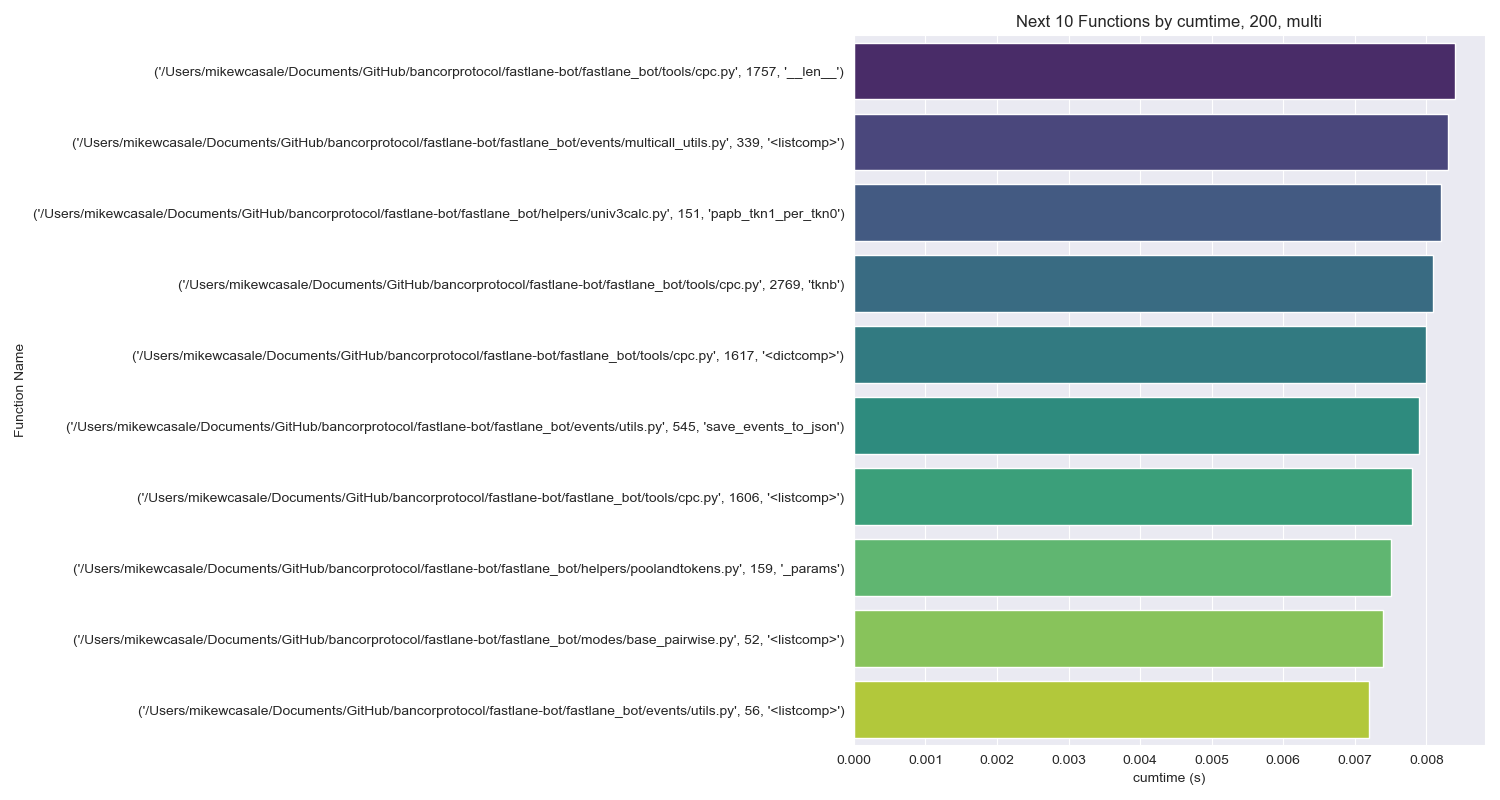 Next 10 Functions by cumtime, 200, multi
Function Name
('/Users/mikewcasale/Documents/GitHub/bancorprotocol/fastlane-bot/fastlane_bot/tools/cpc.py', 1757, '__len__')
('/Users/mikewcasale/Documents/GitHub/bancorprotocol/fastlane-bot/fastlane_bot/events/multicall_utils.py', 339, '<listcomp>')
('/Users/mikewcasale/Documents/GitHub/bancorprotocol/fastlane-bot/fastlane_bot/helpers/univ3calc.py', 151, 'papb_tkn1_per_tkn0')
('/Users/mikewcasale/Documents/GitHub/bancorprotocol/fastlane-bot/fastlane_bot/tools/cpc.py', 2769, 'tknb')
('/Users/mikewcasale/Documents/GitHub/bancorprotocol/fastlane-bot/fastlane_bot/tools/cpc.py', 1617, '<dictcomp>')
('/Users/mikewcasale/Documents/GitHub/bancorprotocol/fastlane-bot/fastlane_bot/events/utils.py', 545, 'save_events_to_json')
('/Users/mikewcasale/Documents/GitHub/bancorprotocol/fastlane-bot/fastlane_bot/tools/cpc.py', 1606, '<listcomp>')
('/Users/mikewcasale/Documents/GitHub/bancorprotocol/fastlane-bot/fastlane_bot/helpers/poolandtokens.py', 159, '_params')
('/Users/mikewcasale/Documents/GitHub/bancorprotocol/fastlane-bot/fastlane_bot/modes/base_pairwise.py', 52, '<listcomp>')
('/Users/mikewcasale/Documents/GitHub/bancorprotocol/fastlane-bot/fastlane_bot/events/utils.py', 56, '<listcomp>')
0.000 0.001 0.002 0.003 0.004 0.005 0.006 0.007 0.008
cumtime (s)